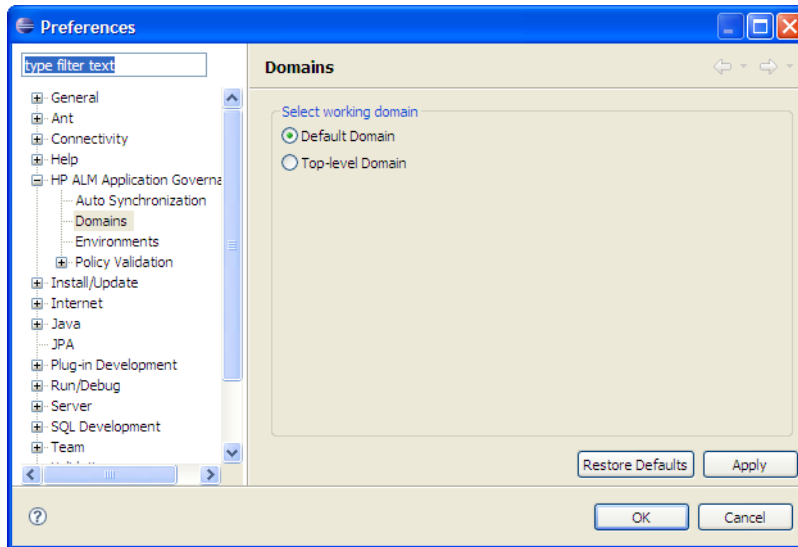 Preferences
type filter text
General
Ant
Connectivity
Help
HP ALM Application Governa
Auto Synchronization
Domains
Environments
Policy Validation
Install/Update
Internet
Java
JPA
Plug-in Development
Run/Debug
Server
SQL Development
Team
Domains
Select working domain
Default Domain
Top-level Domain
Restore Defaults
Apply
?
OK
Cancel